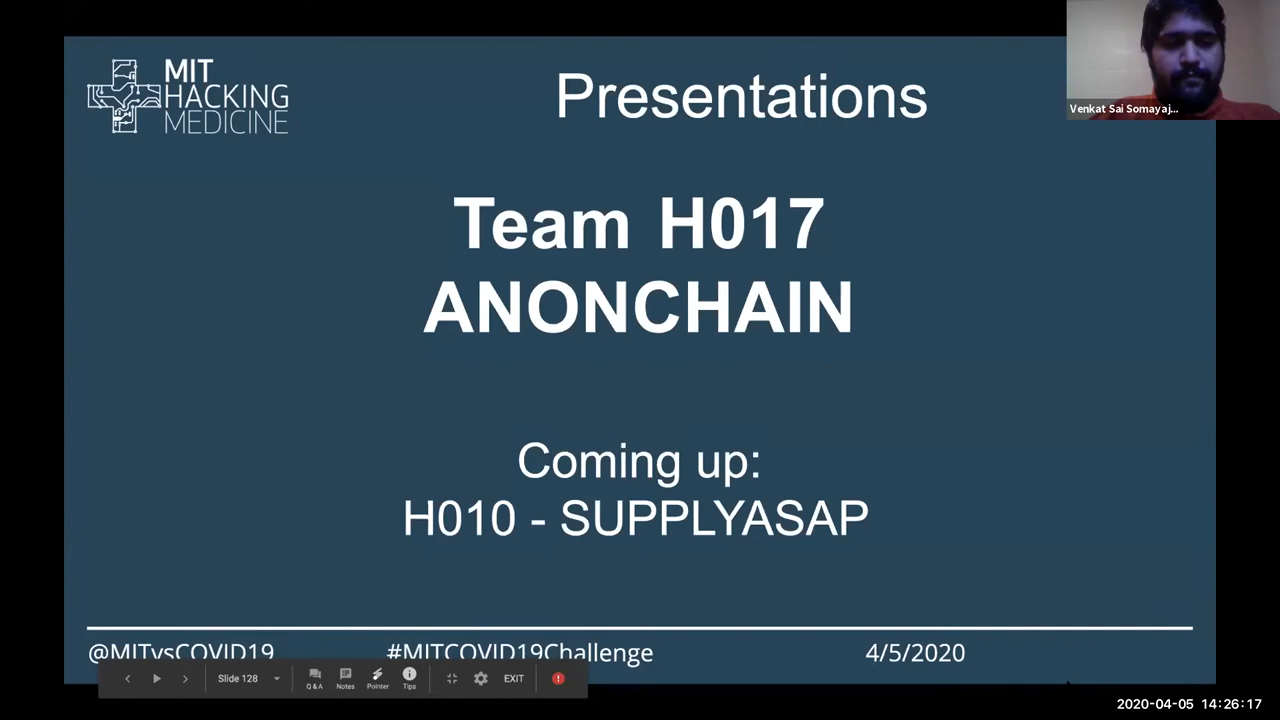 MIT
HACKING
MEDICINE
Presentations
Venkat Sai Somayaj...
Team H017
ANONCHAIN
Coming up:
H010 - SUPPLYASAP
@MITvsCOVID19
#MITCOVID19Challenge
4/5/2020
Slide 128
Q & A
Notes
Pointer
Tips
EXIT
2020-04-05 14:26:17